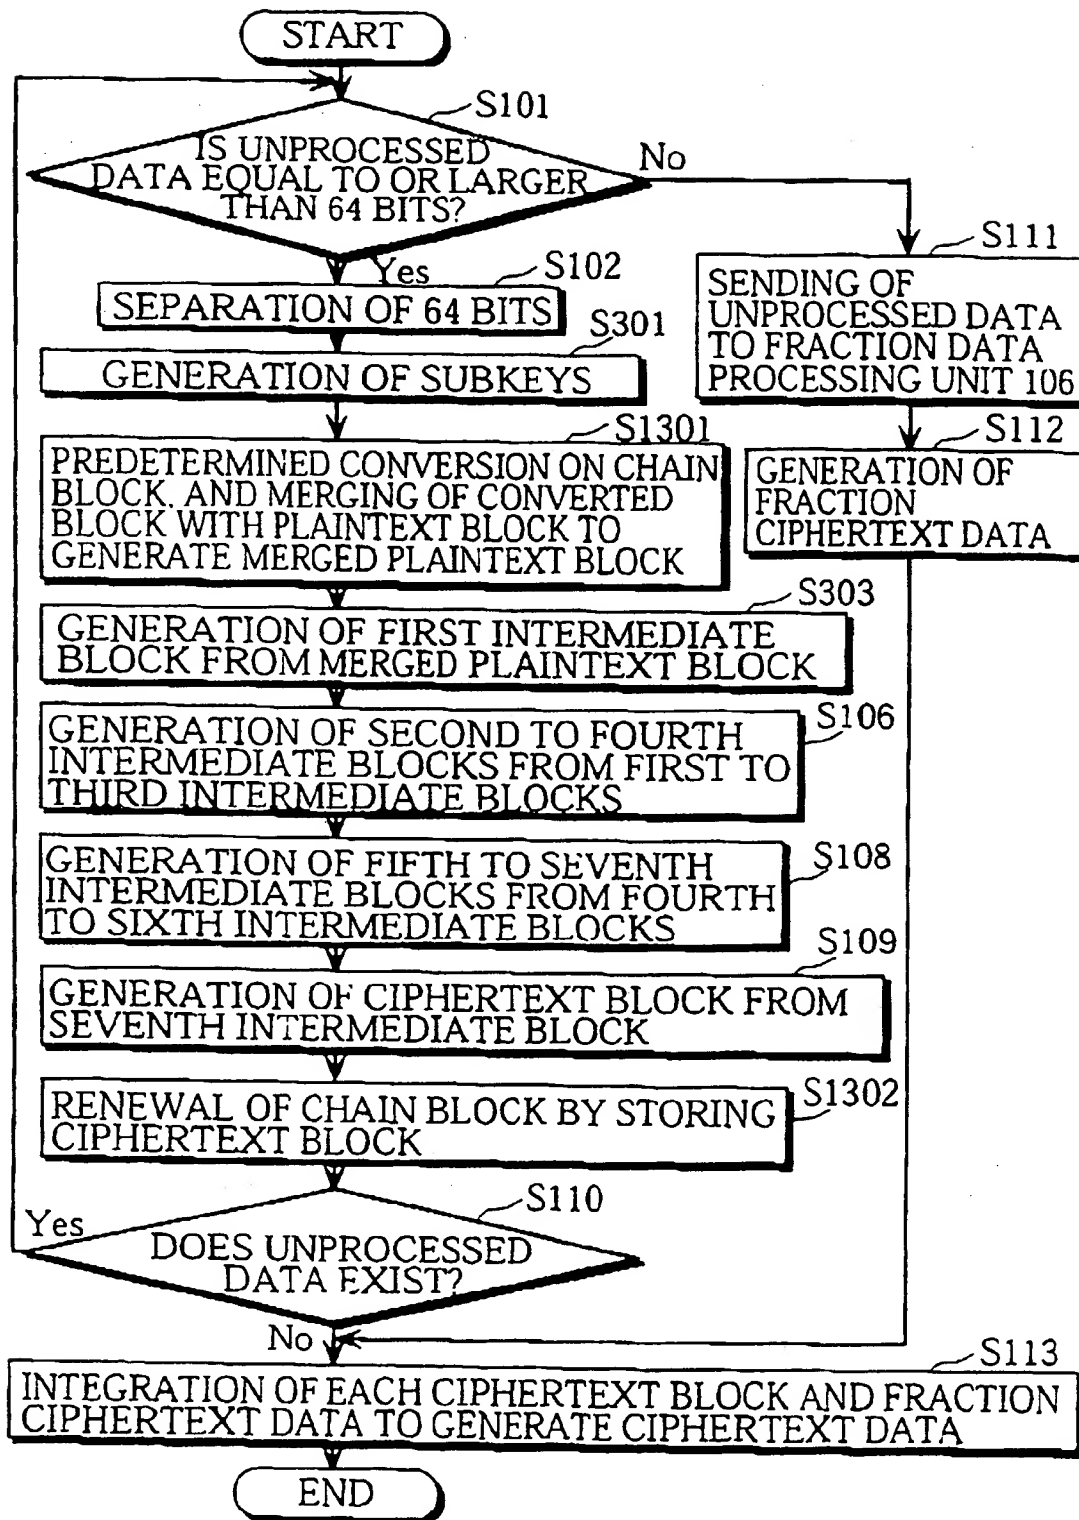 START
S101
IS UNPROCESSED
DATA EQUAL TO OR LARGER
THAN 64 BITS?
No
Yes
S102
SEPARATION OF 64 BITS
S301
GENERATION OF SUBKEYS
S1301
PREDETERMINED CONVERSION ON CHAIN
BLOCK, AND MERGING OF CONVERTED
BLOCK WITH PLAINTEXT BLOCK TO
GENERATE MERGED PLAINTEXT BLOCK
S303
GENERATION OF FIRST INTERMEDIATE
BLOCK FROM MERGED PLAINTEXT BLOCK
S106
GENERATION OF SECOND TO FOURTH
INTERMEDIATE BLOCKS FROM FIRST TO
THIRD INTERMEDIATE BLOCKS
S108
GENERATION OF FIFTH TO SEVENTH
INTERMEDIATE BLOCKS FROM FOURTH
TO SIXTH INTERMEDIATE BLOCKS
S109
GENERATION OF CIPHERTEXT BLOCK FROM
SEVENTH INTERMEDIATE BLOCK
S1302
RENEWAL OF CHAIN BLOCK BY STORING
CIPHERTEXT BLOCK
S110
Yes
DOES UNPROCESSED
DATA EXIST?
No
S111
SENDING OF
UNPROCESSED DATA
TO FRACTION DATA
PROCESSING UNIT 106
S112
GENERATION OF
FRACTION
CIPHERTEXT DATA
S113
INTEGRATION OF EACH CIPHERTEXT BLOCK AND FRACTION
CIPHERTEXT DATA TO GENERATE CIPHERTEXT DATA
END